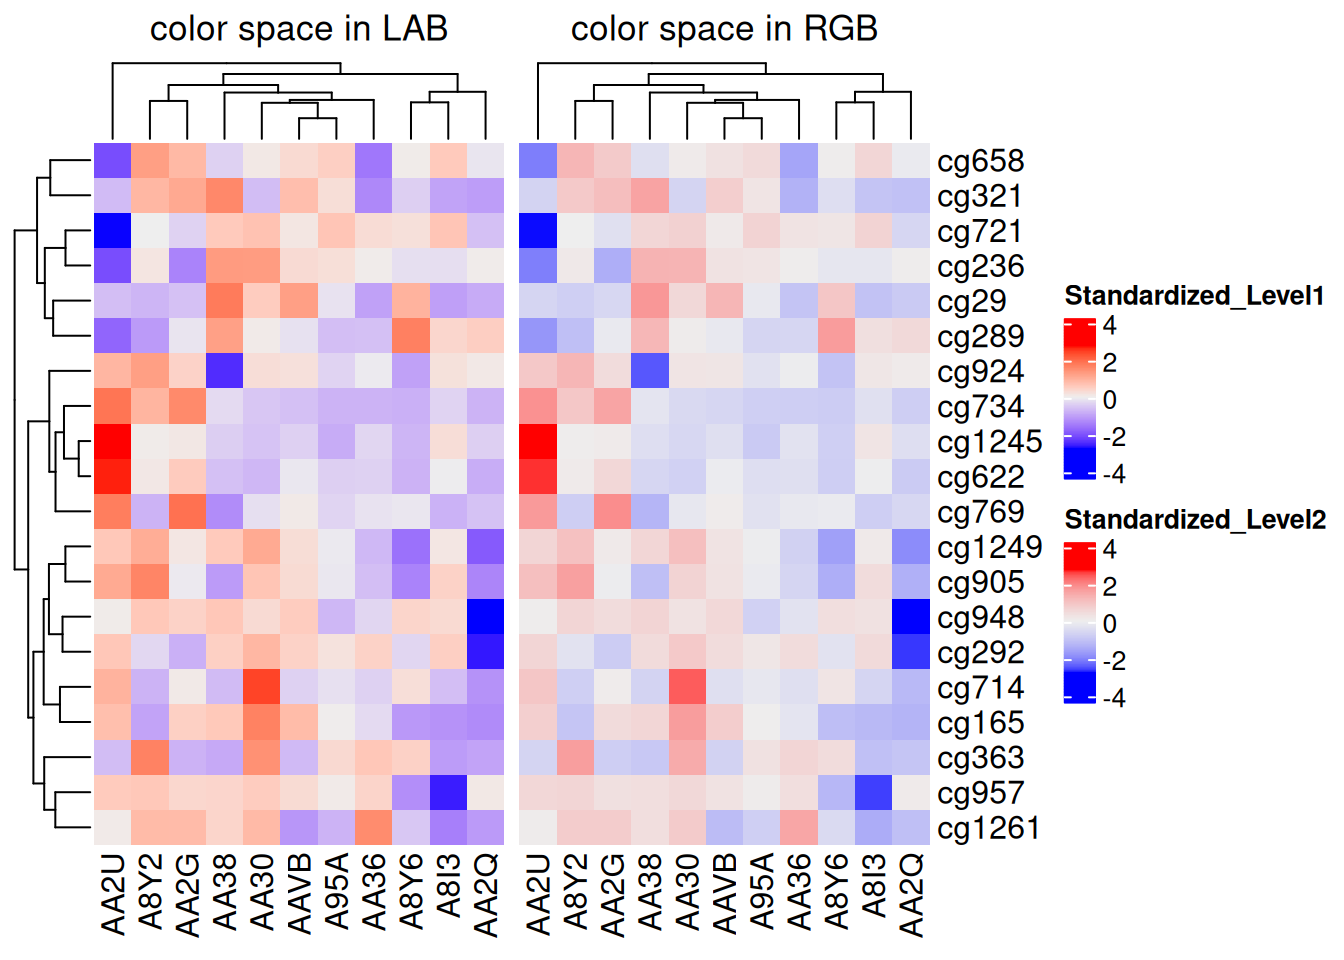 color space in LAB
color space in RGB
cg658
cg321
cg721
cg236
cg29
cg289
cg924
cg734
cg1245
cg622
cg769
cg1249
cg905
cg948
cg292
cg714
cg165
cg363
cg957
cg1261
AA2U
A8Y2
AA2G
AA38
AA30
AAVB
A95A
AA36
A8Y6
A8I3
AA2Q
AA2U
A8Y2
AA2G
AA38
AA30
AAVB
A95A
AA36
A8Y6
A8I3
AA2Q
Standardized_Level1
4
2
0
-2
-4
Standardized_Level2
4
2
0
-2
-4